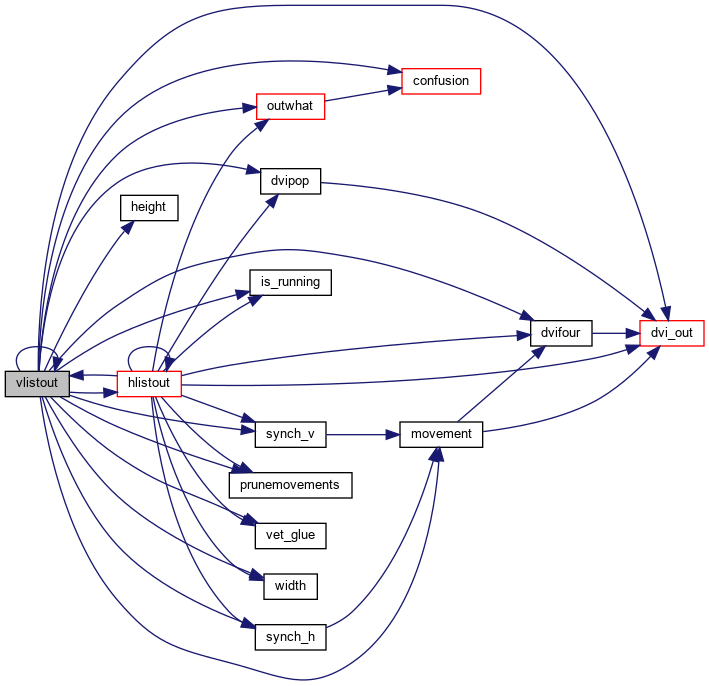 confusion
outwhat
dvipop
height
is_running
dvifour
dvi_out
vlistout
hlistout
synch_v
movement
prunemovements
vet_glue
width
synch_h